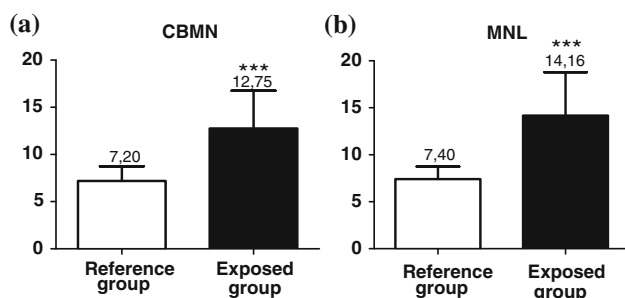 (a)
CBMN
20
15
10
5
0
7,20
***
12,75
Reference
group
Exposed
group
(b)
MNL
20
15
10
5
0
7,40
***
14,16
Reference
group
Exposed
group